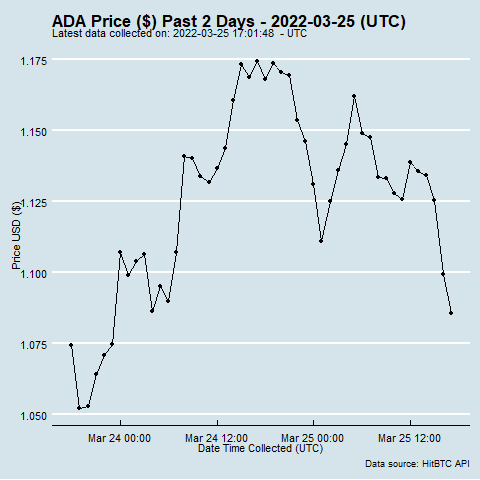 ADA Price ($) Past 2 Days - 2022-03-25 (UTC)
Latest data collected on: 2022-03-25 17:01:48 - UTC
Price USD ($)
1.175
1.150
1.125
1.100
1.075
1.050
Mar 24 00:00 Mar 24 12:00 Mar 25 00:00 Mar 25 12:00
Date Time Collected (UTC)
Data source: HitBTC API